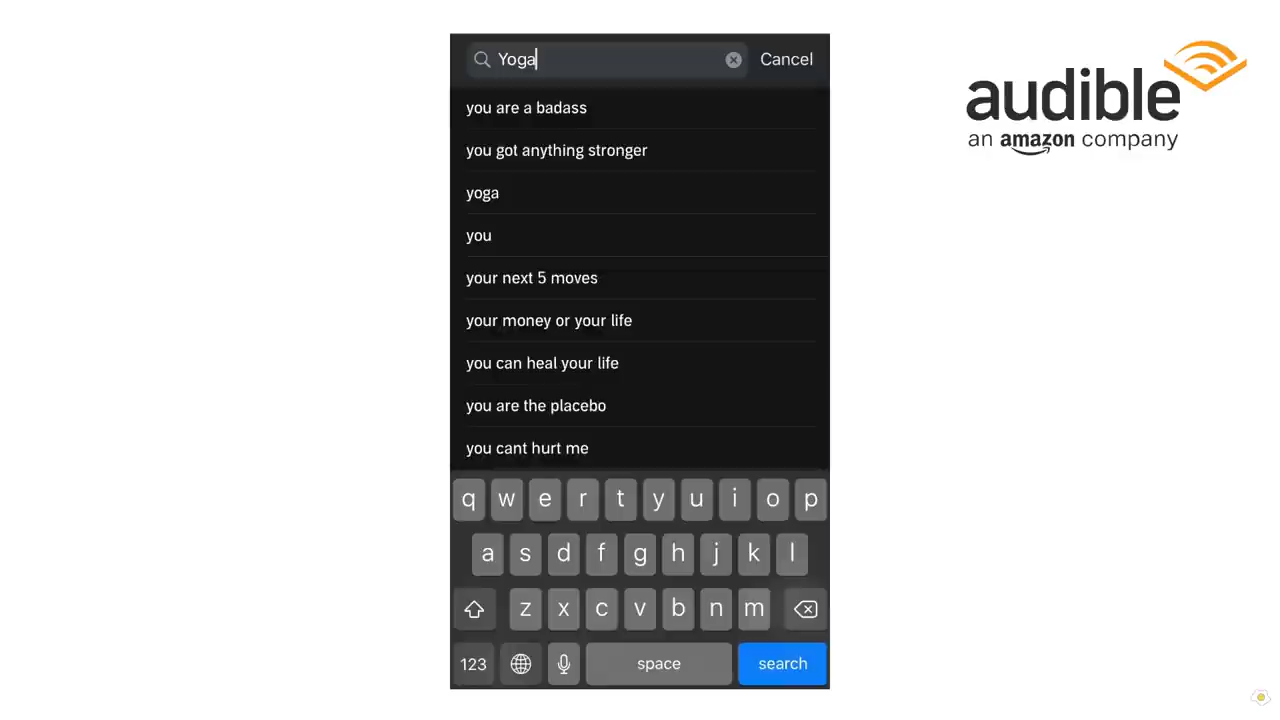 Yoga
Cancel
audible
an amazon company
you are a badass
you got anything stronger
yoga
you
your next 5 moves
your money or your life
you can heal your life
you are the placebo
you cant hurt me
q w e r t y u i o p
a s d f g h j k l
z x c v b n m
123 space search